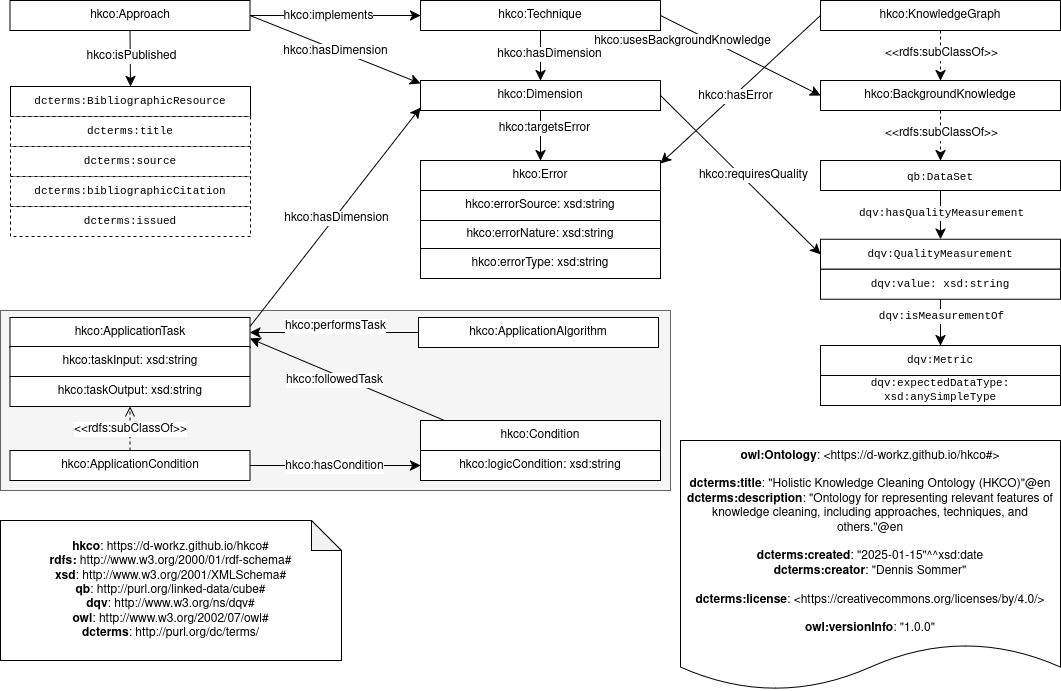 hkco:Approach
hkco:implements
hkco:Technique
hkco:KnowledgeGraph
hkco:isPublished
hkco:hasDimension
hkco:hasDimension
hkco:usesBackgroundKnowledge
<<rdfs:subClassOf>>
dcterms:BibliographicResource
dcterms:title
dcterms:source
dcterms:bibliographicCitation
dcterms:issued
hkco:Dimension
hkco:hasError
hkco:BackgroundKnowledge
hkco:targetsError
<<rdfs:subClassOf>>
hkco:Error
hkco:errorSource: xsd:string
hkco:errorNature: xsd:string
hkco:errorType: xsd:string
hkco:requiresQuality
qb:DataSet
hkco:hasDimension
dqv:hasQualityMeasurement
dqv:QualityMeasurement
dqv:value: xsd:string
dqv:isMeasurementOf
dqv:Metric
dqv:expectedDataType:
xsd:anySimpleType
hkco:ApplicationTask
hkco:taskInput: xsd:string
hkco:taskOutput: xsd:string
hkco:performsTask
hkco:ApplicationAlgorithm
hkco:followedTask
<<rdfs:subClassOf>>
hkco:Condition
hkco:logicCondition: xsd:string
hkco:ApplicationCondition
hkco:hasCondition
hkco: https://d-workz.github.io/hkco#
rdfs: http://www.w3.org/2000/01/rdf-schema#
xsd: http://www.w3.org/2001/XMLSchema#
qb: http://purl.org/linked-data/cube#
dqv: http://www.w3.org/ns/dqv#
owl: http://www.w3.org/2002/07/owl#
dcterms: http://purl.org/dc/terms/
owl:Ontology: <https://d-workz.github.io/hkco#>
dcterms:title: "Holistic Knowledge Cleaning Ontology (HKCO)"@en
dcterms:description: "Ontology for representing relevant features of
knowledge cleaning, including approaches, techniques, and
others."@en
dcterms:created: "2025-01-15"^^xsd:date
dcterms:creator: "Dennis Sommer"
dcterms:license: <https://creativecommons.org/licenses/by/4.0/>
owl:versionInfo: "1.0.0"